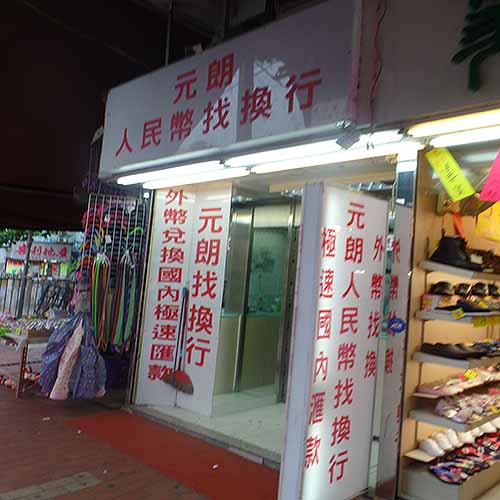 元朗
人民幣找換行
外幣兌換國內極速匯款
元朗找換行
極速國內匯款
元朗人民幣找換行
外幣找換